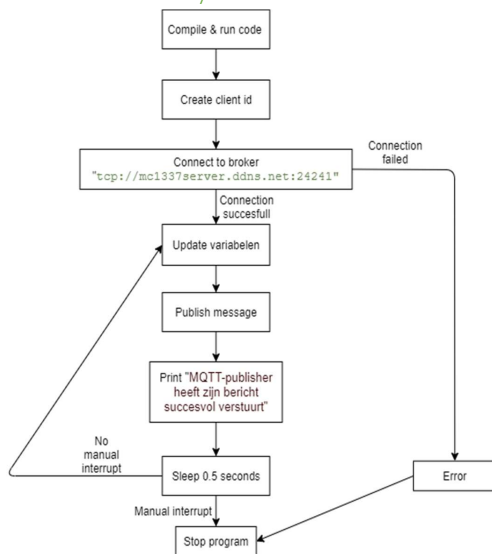 Compile & run code
Create client id
Connect to broker
"tcp://mc1337server.ddns.net:24241"
Connection
failed
Connection
succesfull
Update variabelen
Publish message
Print "MQTT-publisher
heeft zijn bericht
succesvol verstuurt"
No
manual
interrupt
Sleep 0.5 seconds
Error
Manual interrupt
Stop program